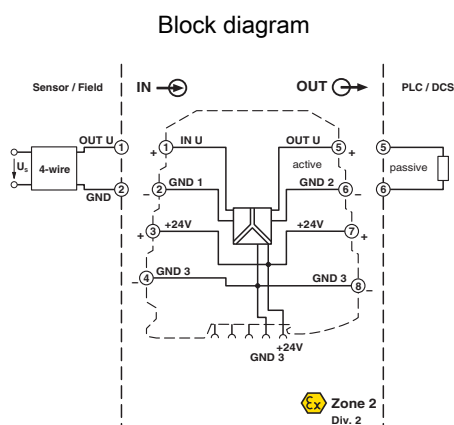 Block diagram
Sensor / Field
IN
OUT
PLC / DCS
OUT U
1
1
IN U
OUT U
5
5
+
+
Us
4-wire
active
passive
2
GND
2
GND 1
GND 2
6
6
–
–
3
+24V
+24V
7
+
+
4
GND 3
GND 3
8
–
–
+24V
GND 3
Ex
Zone 2
Div. 2